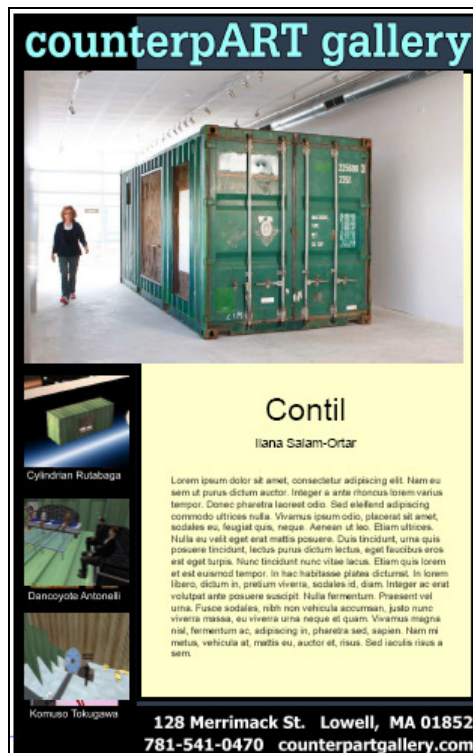 counterpART gallery
Contil
Ilana Salam-Ortar
Cylindrian Rutabaga
Dancoyote Antonelli
Komuso Tokugawa
Lorem ipsum dolor sit amet, consectetur adipiscing elit. Nam eu
sem ut purus dictum auctor. Integer a ante rhoncus lorem varius
tempor. Donec pharetra laoreet odio. Sed eleifend adipiscing
commodo ultrices nulla. Vivamus ipsum odio, placerat sit amet,
sodales eu, feugiat quis, neque. Aenean ut leo. Etiam ultrices.
Nulla eu velit eget erat mattis posuere. Duis tincidunt, urna quis
posuere tincidunt, lectus purus dictum lectus, eget faucibus eros
est eget turpis. Nunc tincidunt nunc vitae lacus. Etiam quis lorem
et est euismod tempor. In hac habitasse platea dictumst. In lorem
libero, dictum in, pretium viverra, sodales id, diam. Integer ac erat
volutpat ante posuere suscipit. Nulla fermentum. Praesent vel
urna. Fusce sodales, nibh non vehicula accumsan, justo nunc
viverra massa, eu viverra urna neque et quam. Vivamus magna
nisl, fermentum ac, adipiscing in, pharetra sed, sapien. Nam mi
metus, vehicula at, mattis eu, auctor et, risus. Sed iaculis risus a
sem.
128 Merrimack St. Lowell, MA 01852
781-541-0470 counterpartgallery.com